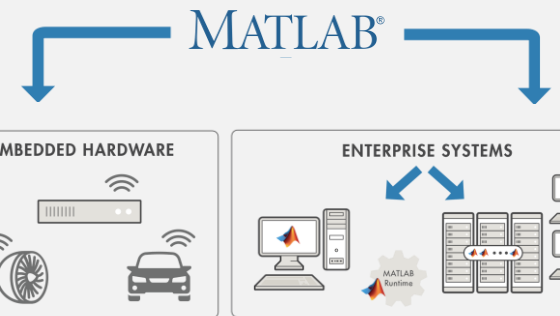 MATLAB®
MBEDDED HARDWARE
ENTERPRISE SYSTEMS
MATLAB
Runtime